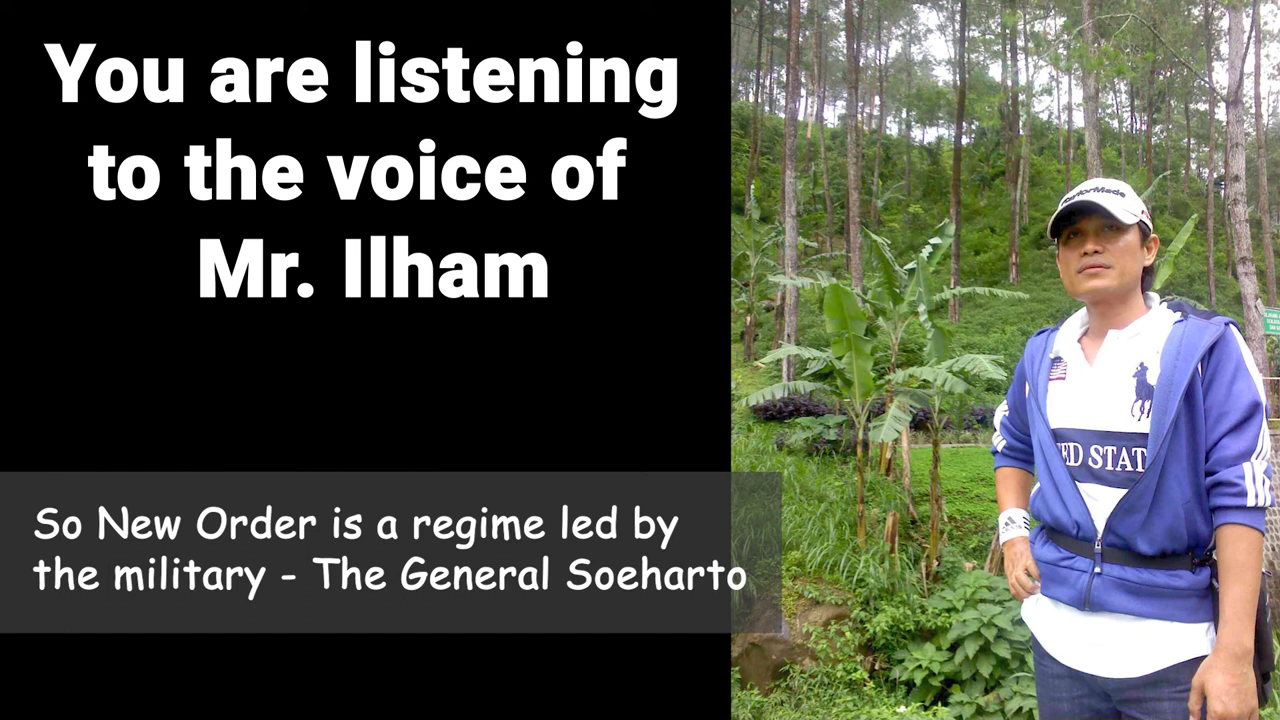 You are listening
to the voice of
Mr. Ilham
So New Order is a regime led by
the military - The General Soeharto
TaylorMade
ED STAT